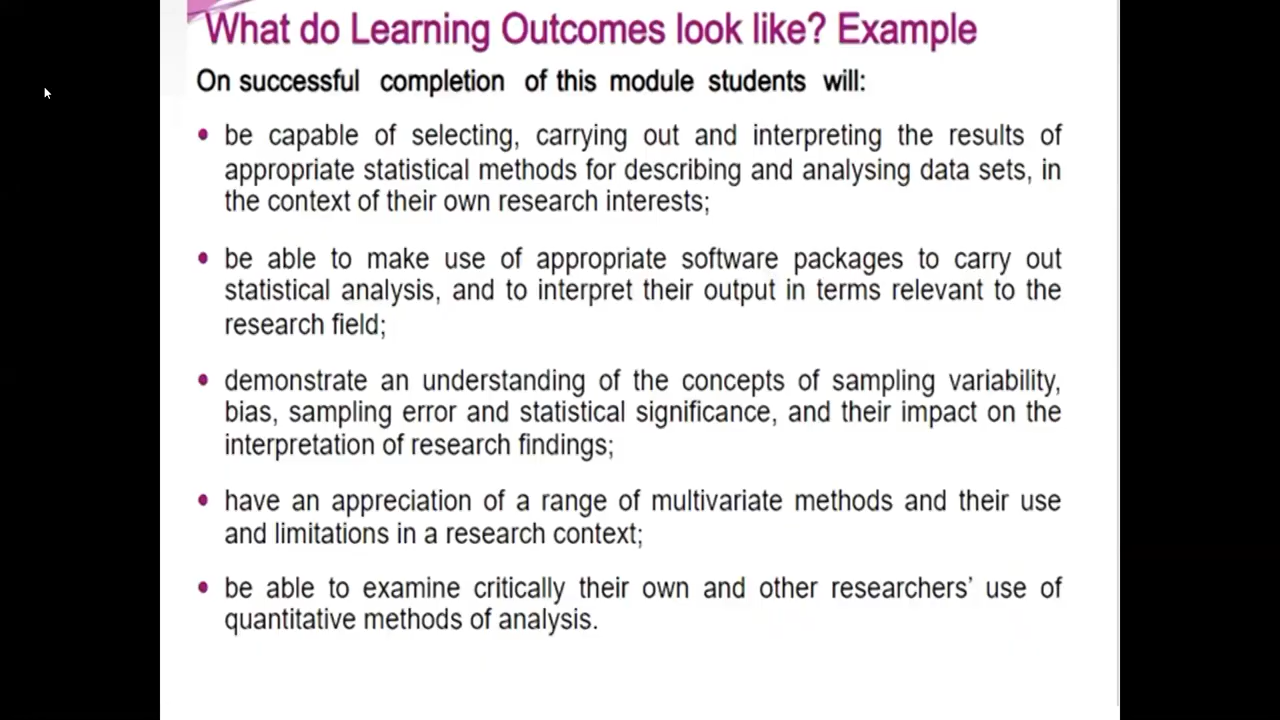 What do Learning Outcomes look like? Example
On successful completion of this module students will:
• be capable of selecting, carrying out and interpreting the results of
appropriate statistical methods for describing and analysing data sets, in
the context of their own research interests;
• be able to make use of appropriate software packages to carry out
statistical analysis, and to interpret their output in terms relevant to the
research field;
• demonstrate an understanding of the concepts of sampling variability,
bias, sampling error and statistical significance, and their impact on the
interpretation of research findings;
• have an appreciation of a range of multivariate methods and their use
and limitations in a research context;
• be able to examine critically their own and other researchers’ use of
quantitative methods of analysis.